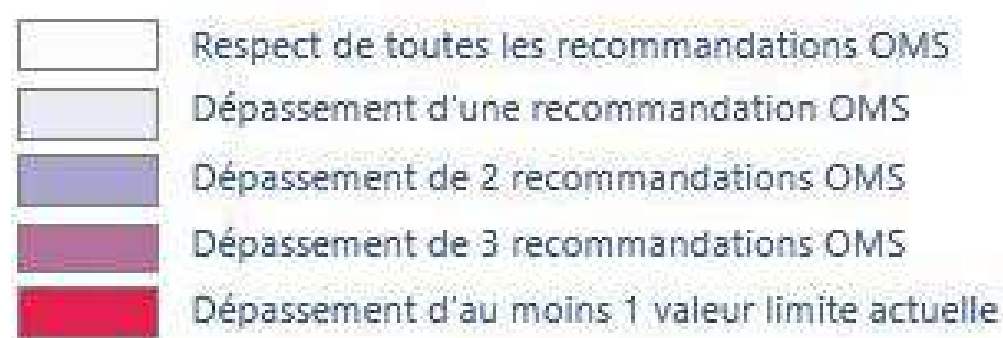 Respect de toutes les recommandations OMS
Dépassement d'une recommandation OMS
Dépassement de 2 recommandations OMS
Dépassement de 3 recommandations OMS
Dépassement d'au moins 1 valeur limite actuelle